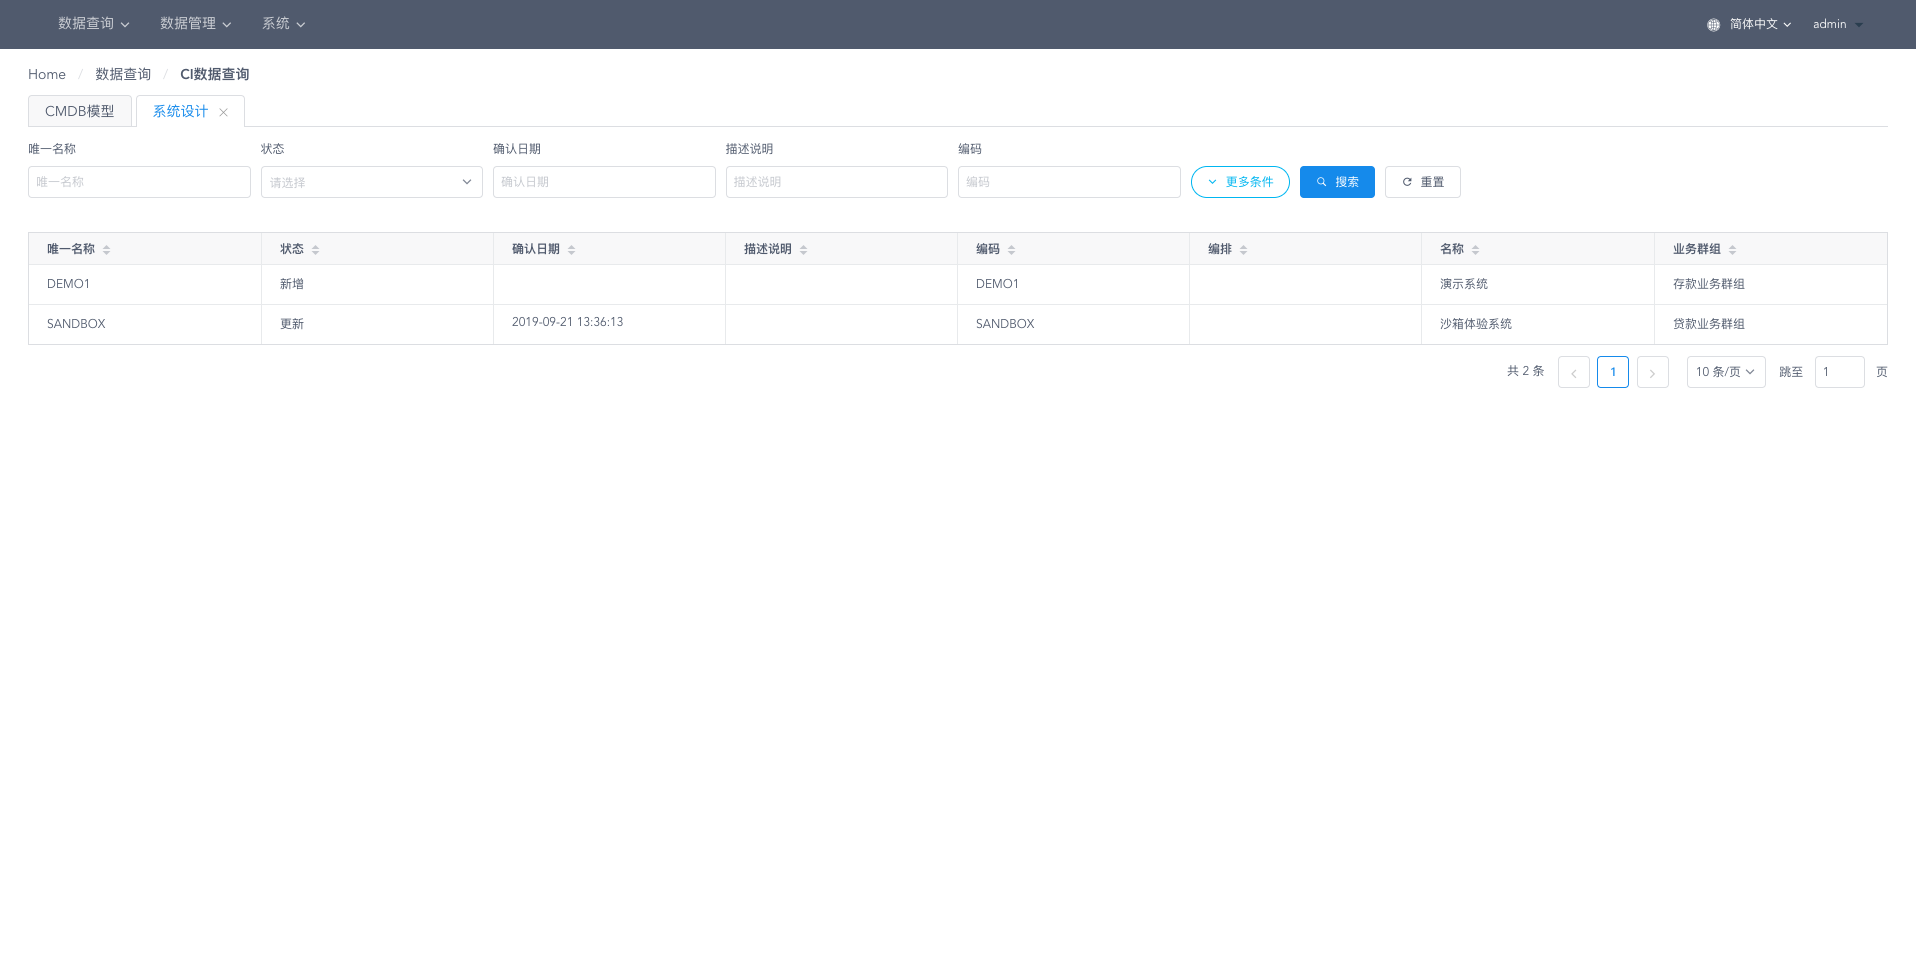 数据查询 数据管理 系统 简体中文 admin
Home / 数据查询 / CI数据查询
CMDB模型 系统设计
唯一名称 状态 确认日期 描述说明 编码
唯一名称 请选择 确认日期 描述说明 编码 更多条件 搜索 重置
唯一名称 状态 确认日期 描述说明 编码 编排 名称 业务群组
DEMO1 新增 DEMO1 演示系统 存款业务群组
SANDBOX 更新 2019-09-21 13:36:13 SANDBOX 沙箱体验系统 贷款业务群组
共 2 条 1 10 条/页 跳至 1 页